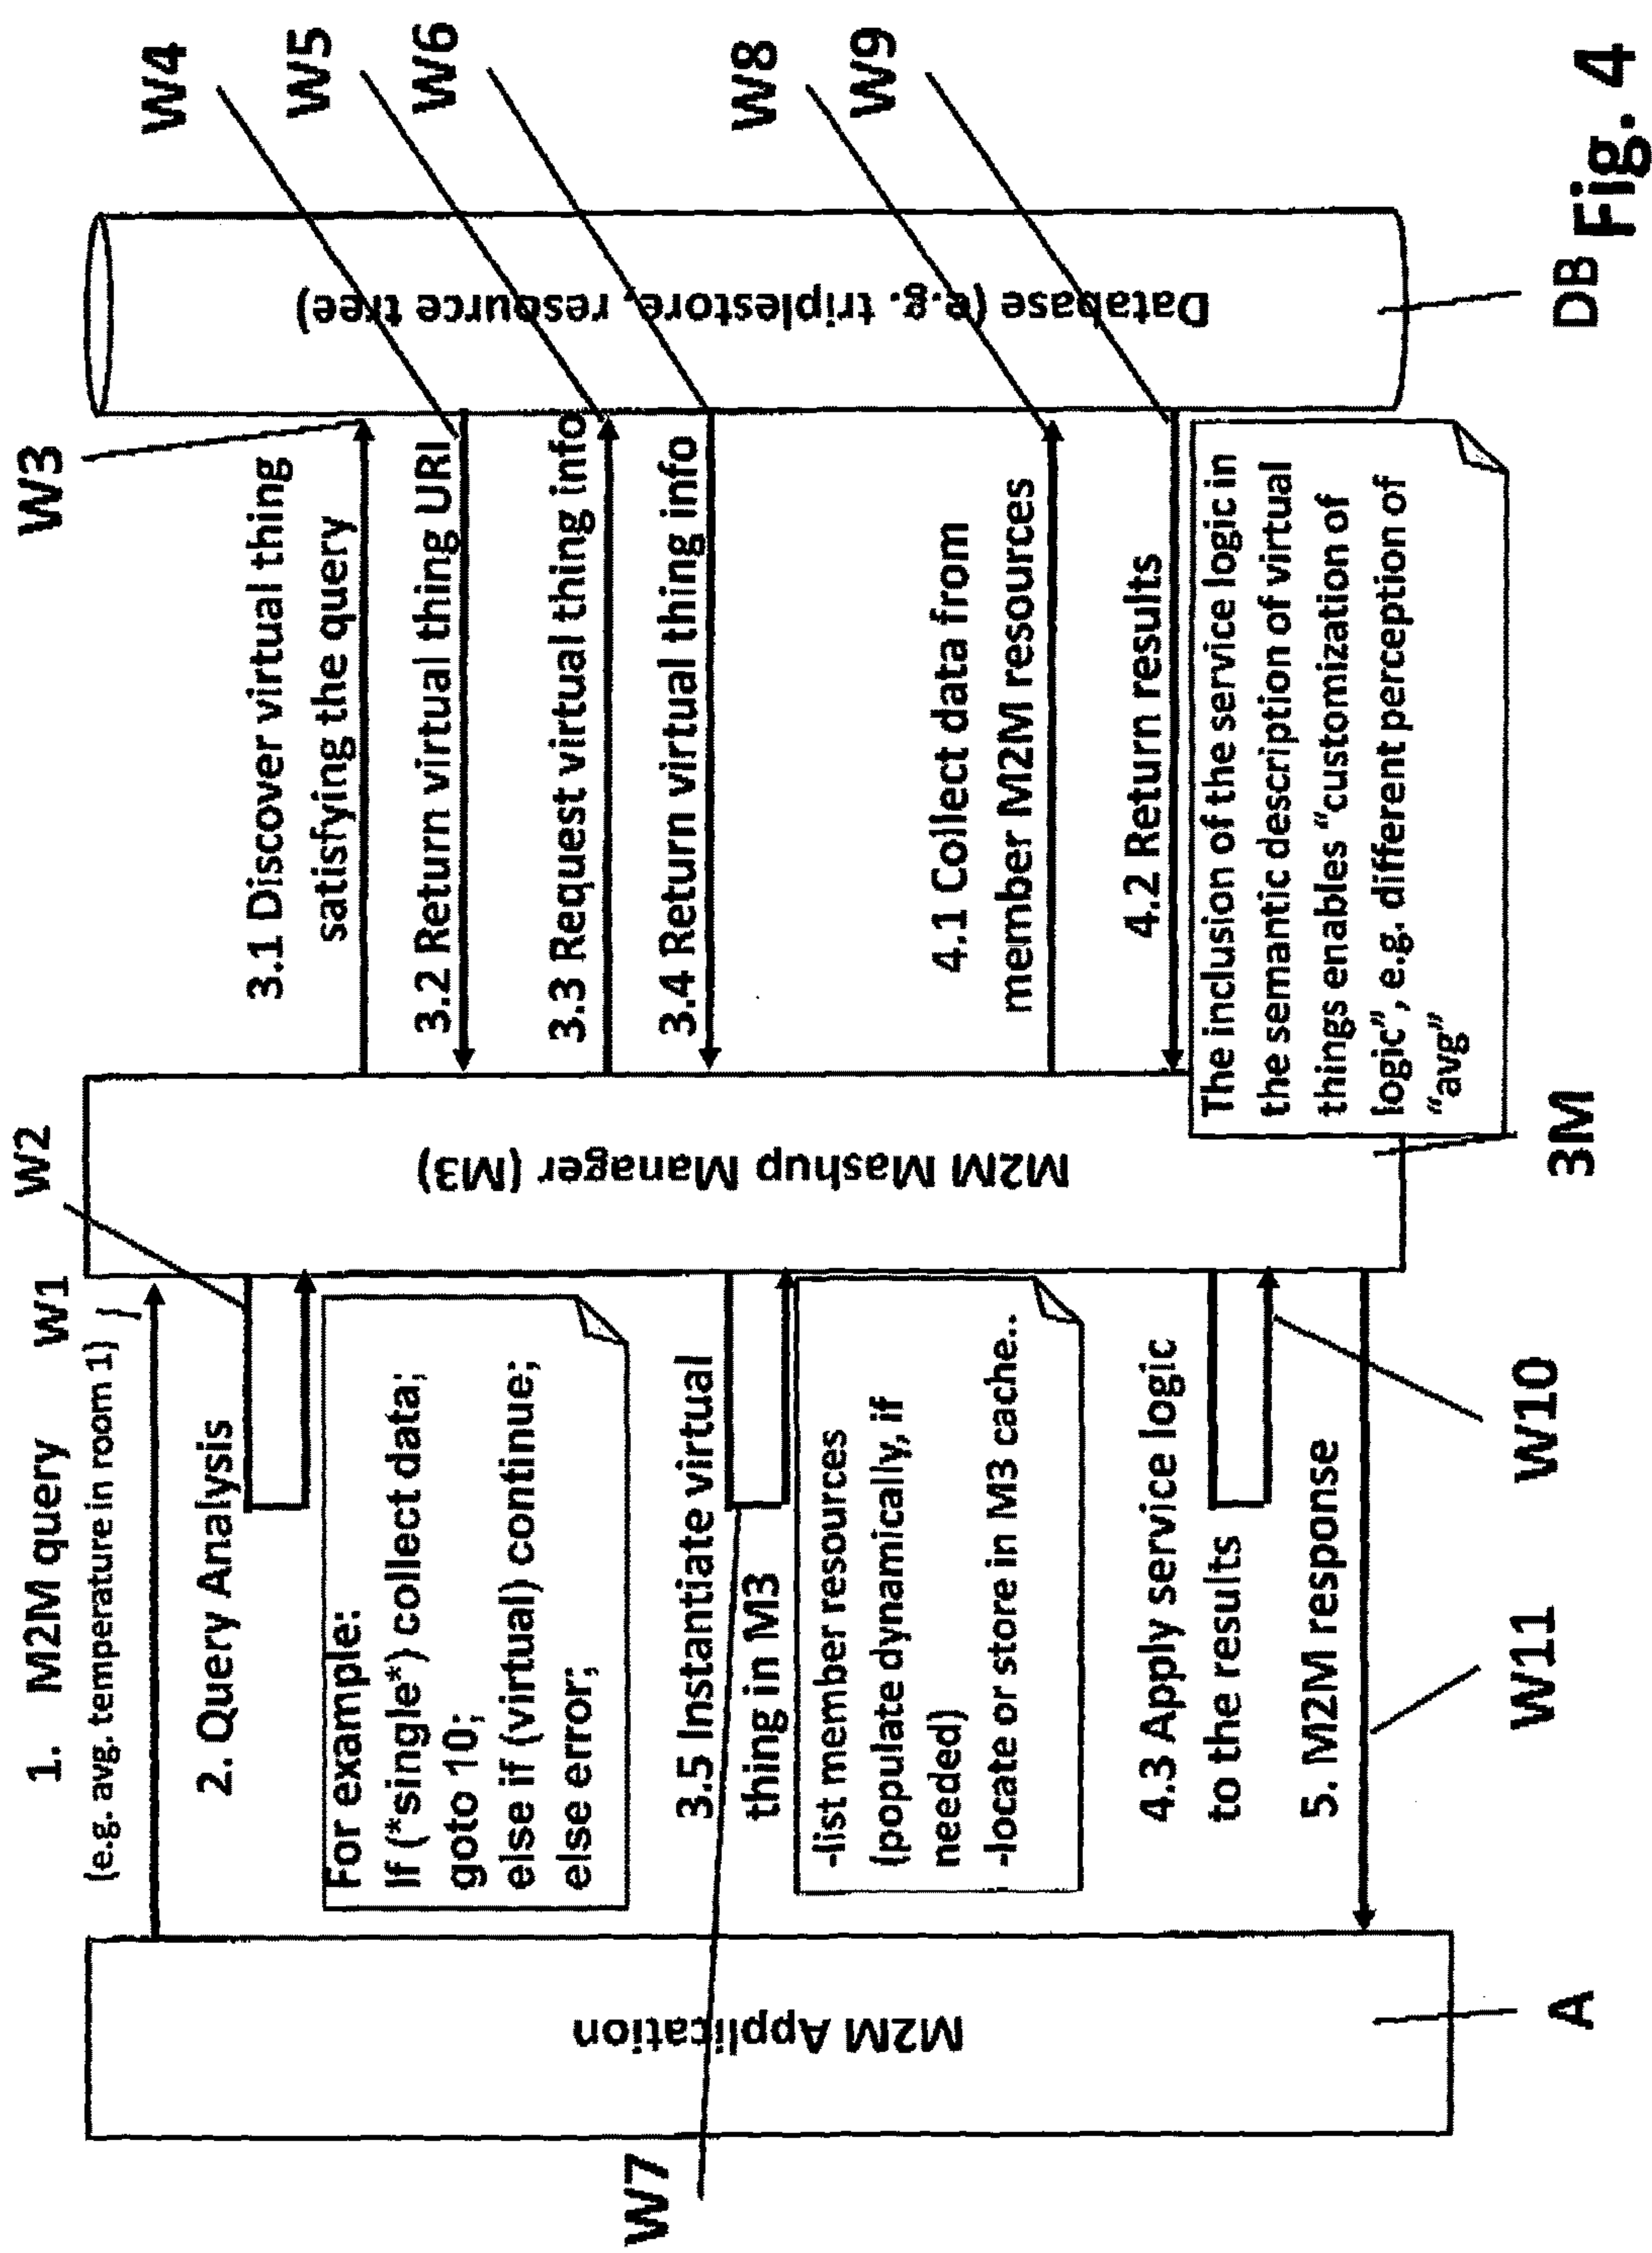 1. M2M query
W1
(e.g. avg. temperature in room 1)
W2
W3
2. Query Analysis
3.1 Discover virtual thing
satisfying the query
W4
3.2 Return virtual thing URI
W5
For example:
If (*single*) collect data;
goto 10;
else if (virtual) continue;
else error;
3.3 Request virtual thing info
W6
3.4 Return virtual thing info
W7
3.5 Instantiate virtual
thing in M3
-list member resources
(populate dynamically, if
needed)
-locate or store in M3 cache..
W8
4.1 Collect data from
member M2M resources
W9
4.2 Return results
The inclusion of the service logic in
the semantic description of virtual
things enables “customization of
logic”, e.g. different perception of
“avg”
4.3 Apply service logic
to the results
5. M2M response
M2M Application
M2M Mashup Manager (M3)
Database (e.g. triplestore, resource tree)
W10
W11
A
3M
DB
Fig. 4